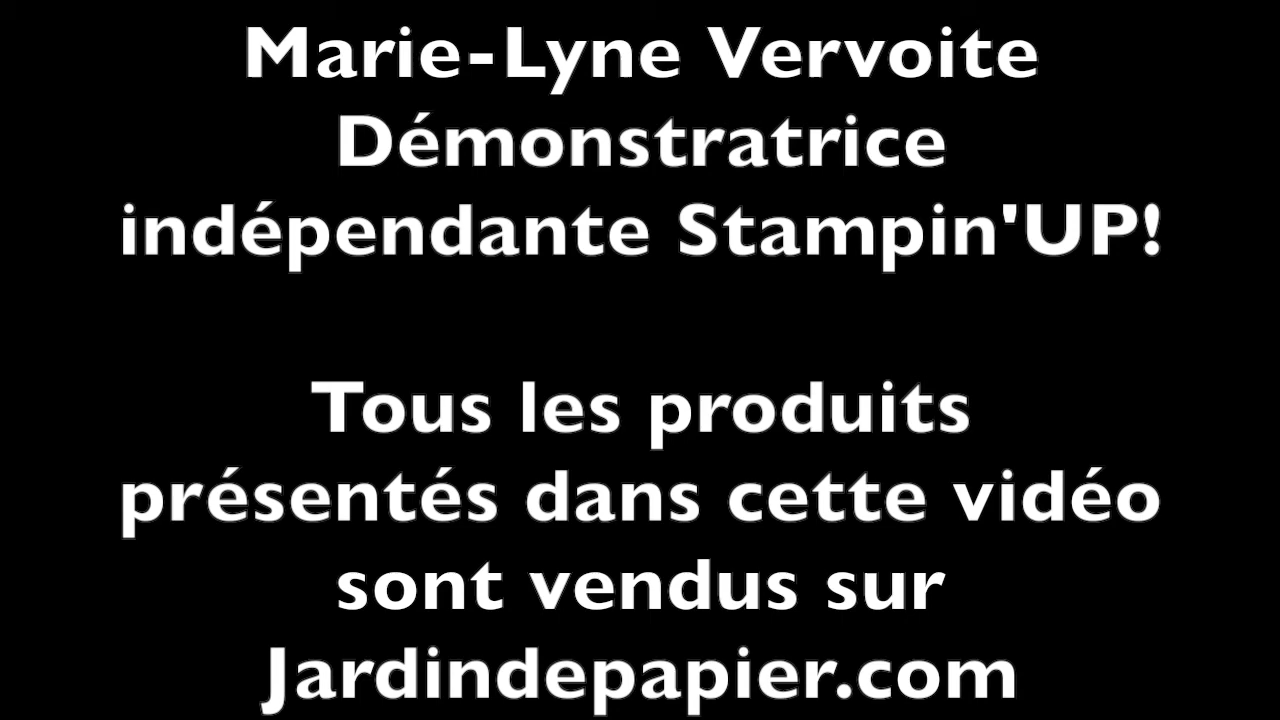 Marie-Lyne Vervoite
Démonstratrice
indépendante Stampin'UP!
Tous les produits
présentés dans cette vidéo
sont vendus sur
Jardindepapier.com